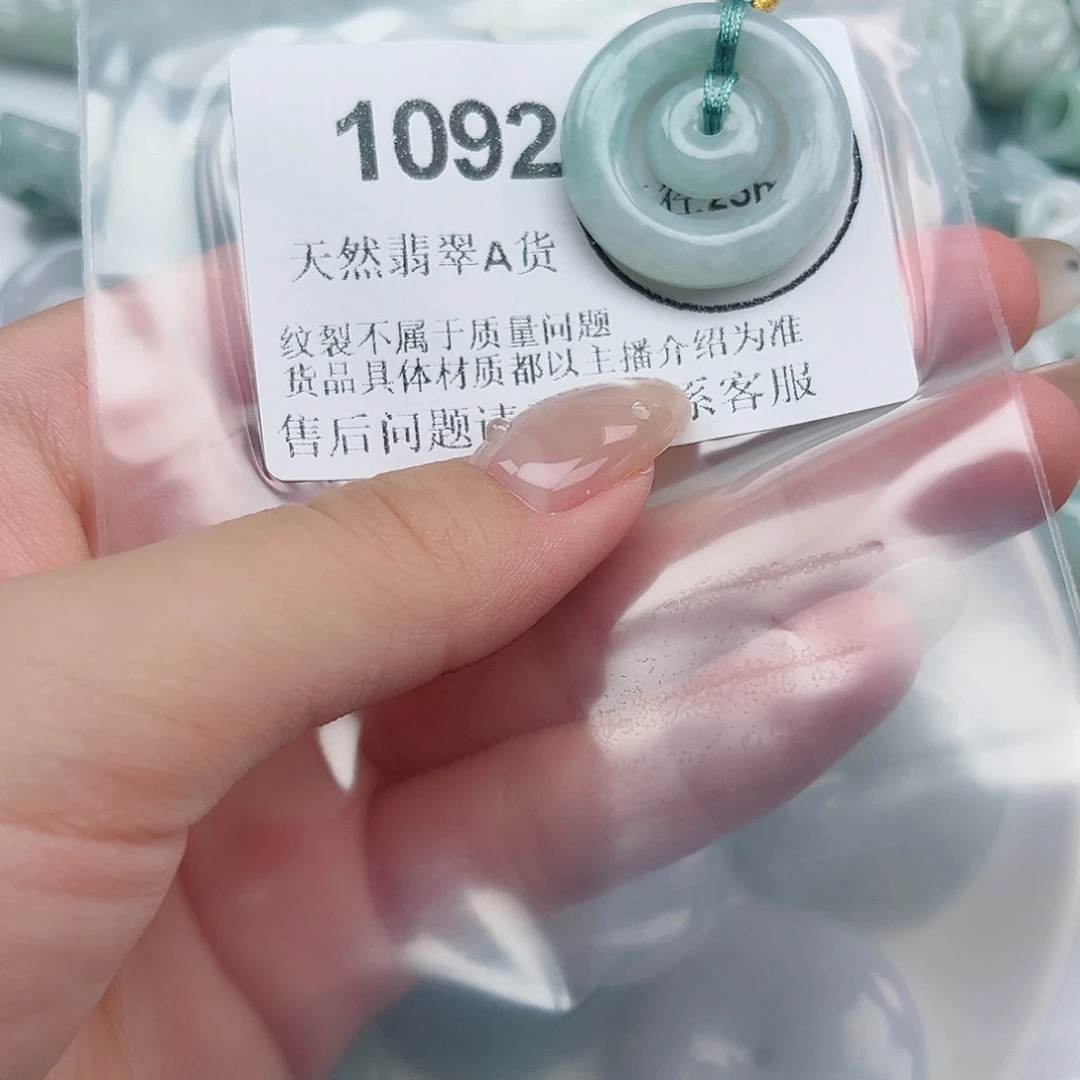 1092
天然翡翠A货
纹裂不属于质量问题
货品具体材质都以主播介绍为准
售后问题请 系客服